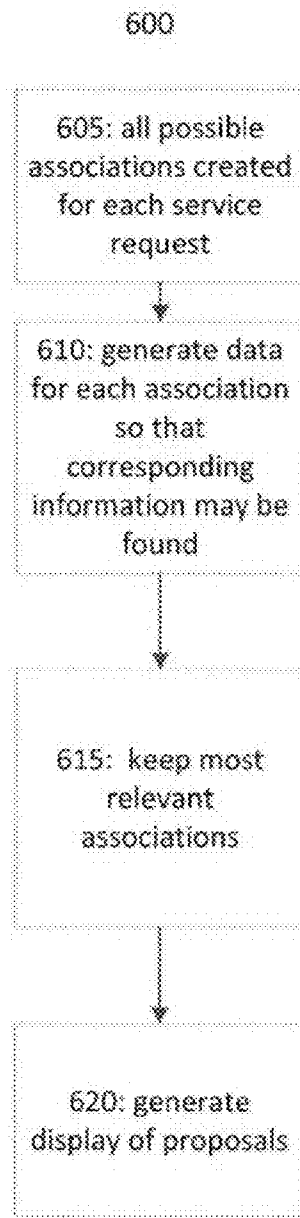 600
605: all possible
associations created
for each service
request
610: generate data
for each association
so that
corresponding
information may be
found
615: keep most
relevant
associations
620: generate
display of proposals